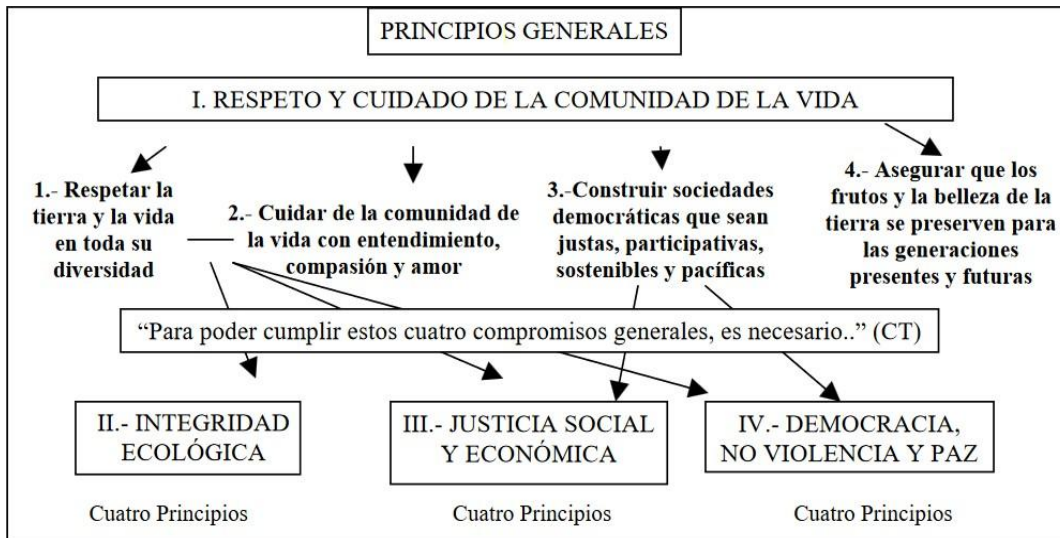 PRINCIPIOS GENERALES
I. RESPETO Y CUIDADO DE LA COMUNIDAD DE LA VIDA
1.- Respetar la
tierra y la vida
en toda su
diversidad
2.- Cuidar de la comunidad de
la vida con entendimiento,
compasión y amor
3.-Construir sociedades
democráticas que sean
justas, participativas,
sostenibles y pacíficas
4.- Asegurar que los
frutos y la belleza de la
tierra se preserven para
las generaciones
presentes y futuras
“Para poder cumplir estos cuatro compromisos generales, es necesario..” (CT)
II.- INTEGRIDAD
ECOLÓGICA
III.- JUSTICIA SOCIAL
Y ECONÓMICA
IV.- DEMOCRACIA,
NO VIOLENCIA Y PAZ
Cuatro Principios
Cuatro Principios
Cuatro Principios